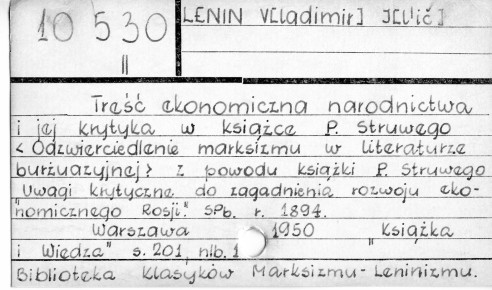 10 530
"
LENIN V[ladimir] J[l'ič]
Treść ekonomiczna narodnictwa
i jej krytyka w książce P. Struwego
<Odzwierciedlenie marksizmu w literaturze
burżuazyjnej> z powodu książki P. Struwego
"Uwagi krytyczne do zagadnienia rozwoju eko-
"nomicznego Rosji". SPb. r. 1894.
Warszawa 1950 "Książka
i Wiedza" s. 201, nlb. 1
Biblioteka Klasyków Marksizmu-Leninizmu.